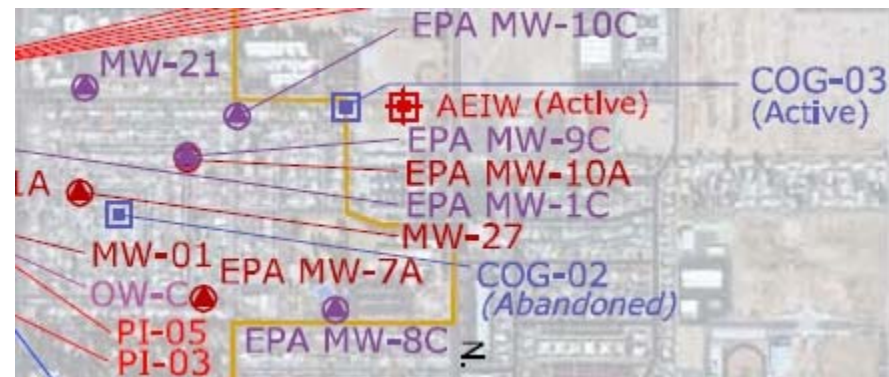 EPA MW-10C
MW-21
COG-03
(Active)
AEIW (Active)
EPA MW-9C
EPA MW-10A
1A
EPA MW-1C
MW-27
MW-01
EPA MW-7A
COG-02
(Abandoned)
OW-C
PI-05
EPA MW-8C
PI-03
N.